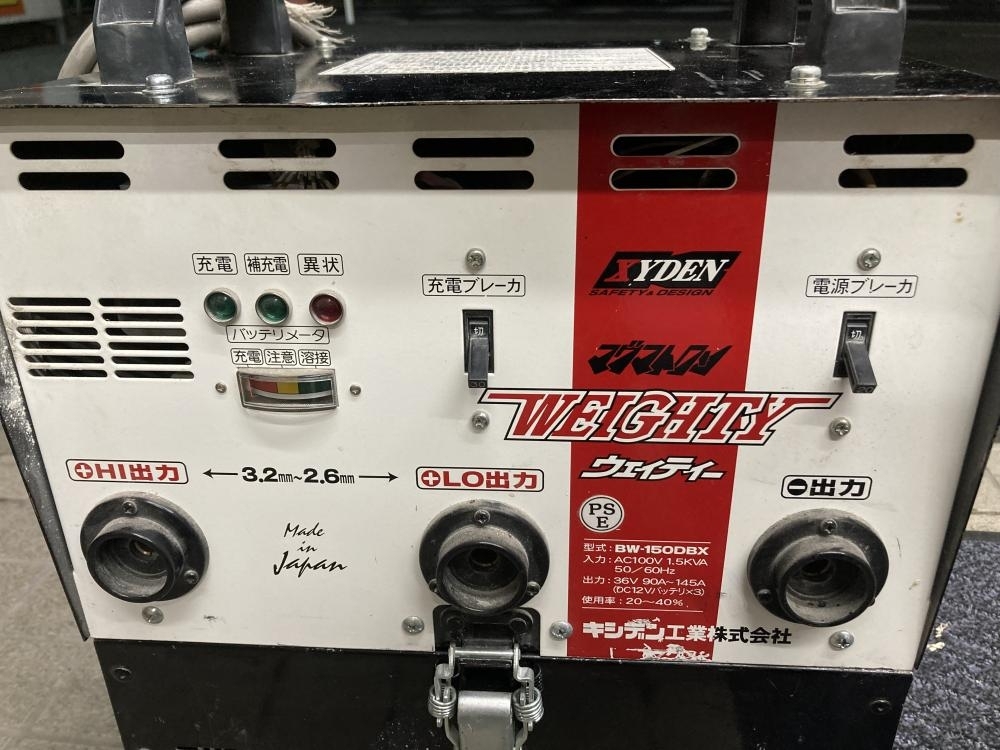 充電 補充電 異状
バッテリメータ
充電 注意 溶接
充電ブレーカ
切
XYDEN
SAFETY & DESIGN
電源ブレーカ
切
マグマトロン
WEIGHTY
ウェイティー
⊕HI出力
←3.2mm~2.6mm→
⊕LO出力
⊖出力
Made
in
Japan
PS
E
型式:BW-150DBX
入力:AC100V 1.5KVA
50/60Hz
出力:36V 90A~145A
(DC12Vバッテリ×3)
使用率:20~40%
キシデン工業株式会社